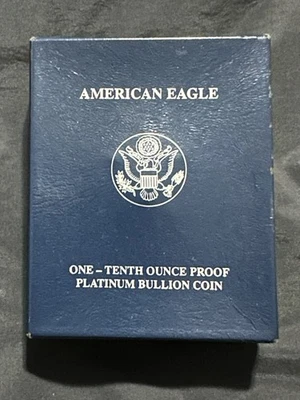 AMERICAN EAGLE
ONE – TENTH OUNCE PROOF
PLATINUM BULLION COIN